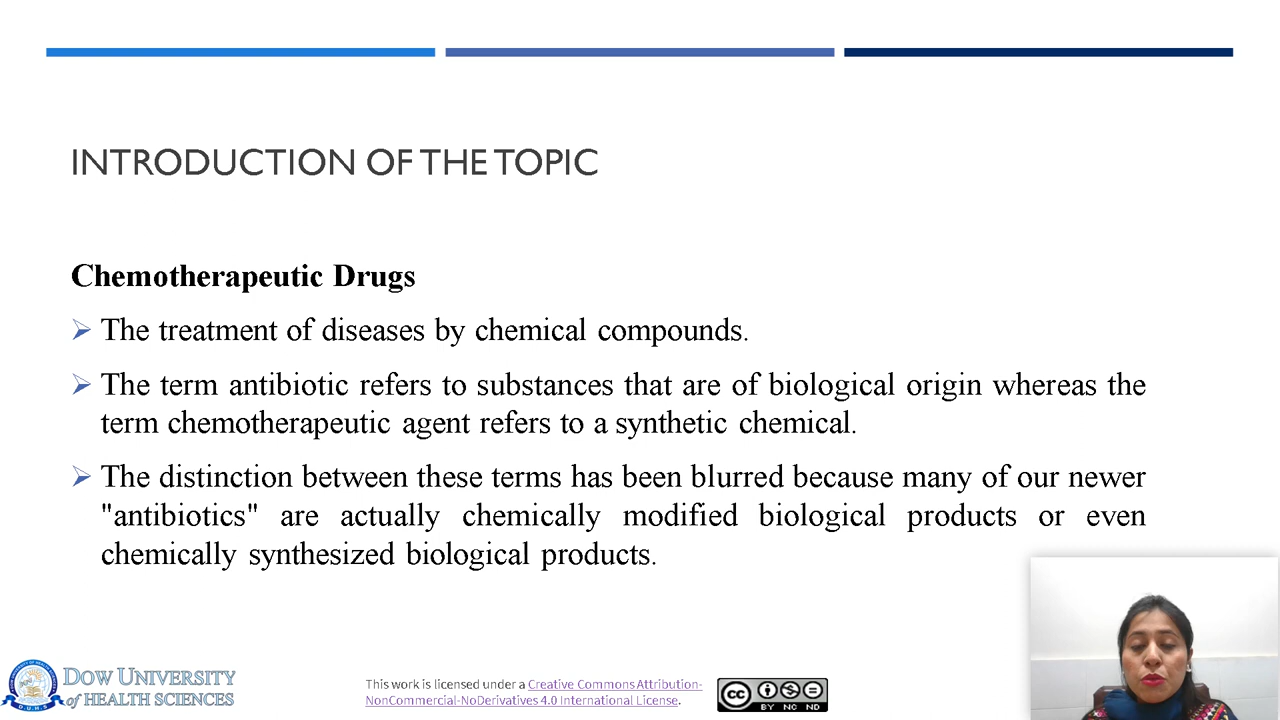 INTRODUCTION OF THE TOPIC
Chemotherapeutic Drugs
The treatment of diseases by chemical compounds.
The term antibiotic refers to substances that are of biological origin whereas the
term chemotherapeutic agent refers to a synthetic chemical.
The distinction between these terms has been blurred because many of our newer
"antibiotics" are actually chemically modified biological products or even
chemically synthesized biological products.
DOW UNIVERSITY
of HEALTH SCIENCES
This work is licensed under a Creative Commons Attribution-
NonCommercial-NoDerivatives 4.0 International License.
cc
BY NC ND